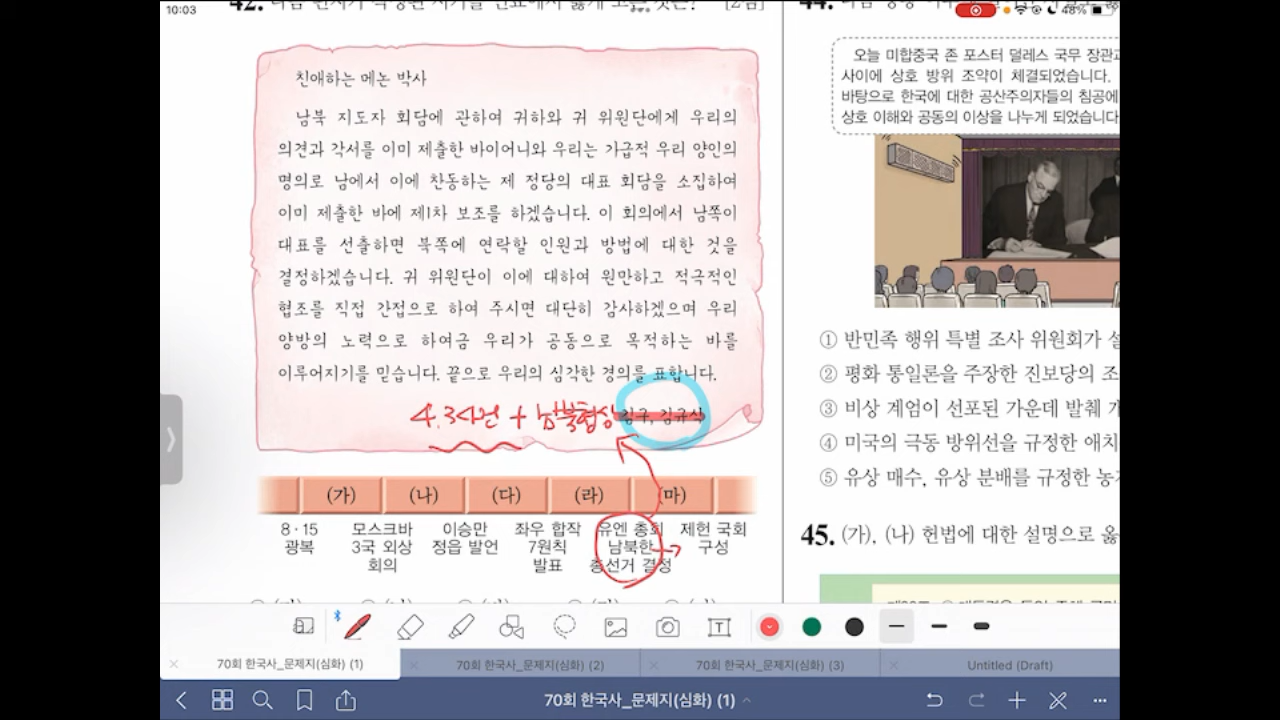 10:03
48%
42.
[2점]
44.
친애하는 메논 박사
남북 지도자 회담에 관하여 귀하와 귀 위원단에게 우리의
의견과 각서를 이미 제출한 바이어니와 우리는 가급적 우리 양인의
명의로 남에서 이에 찬동하는 제 정당의 대표 회담을 소집하여
이미 제출한 바에 제1차 보조를 하겠습니다. 이 회의에서 남쪽이
대표를 선출하면 북쪽에 연락할 인원과 방법에 대한 것을
결정하겠습니다. 귀 위원단이 이에 대하여 원만하고 적극적인
협조를 직접 간접으로 하여 주시면 대단히 감사하겠으며 우리
양방의 노력으로 하여금 우리가 공동으로 목적하는 바를
이루어지기를 믿습니다. 끝으로 우리의 심각한 경의를 표합니다.
4.3사건 + 남북협상 김구, 김규식
(가) (나) (다) (라) (마)
8·15 모스크바 이승만 좌우 합작 유엔 총회 제헌 국회
광복 3국 외상 정읍 발언 7원칙 남북한 구성
회의 발표 총선거 결정
오늘 미합중국 존 포스터 덜레스 국무 장관과
사이에 상호 방위 조약이 체결되었습니다.
바탕으로 한국에 대한 공산주의자들의 침공에
상호 이해와 공동의 이상을 나누게 되었습니다
① 반민족 행위 특별 조사 위원회가
② 평화 통일론을 주장한 진보당의 조
③ 비상 계엄이 선포된 가운데 발췌
④ 미국의 극동 방위선을 규정한 애치
⑤ 유상 매수, 유상 분배를 규정한 농
45. (가), (나) 헌법에 대한 설명으로 옳
70회 한국사_문제지(심화) (1)
70회 한국사_문제지(심화) (2)
70회 한국사_문제지(심화) (3)
Untitled (Draft)
70회 한국사_문제지(심화) (1)